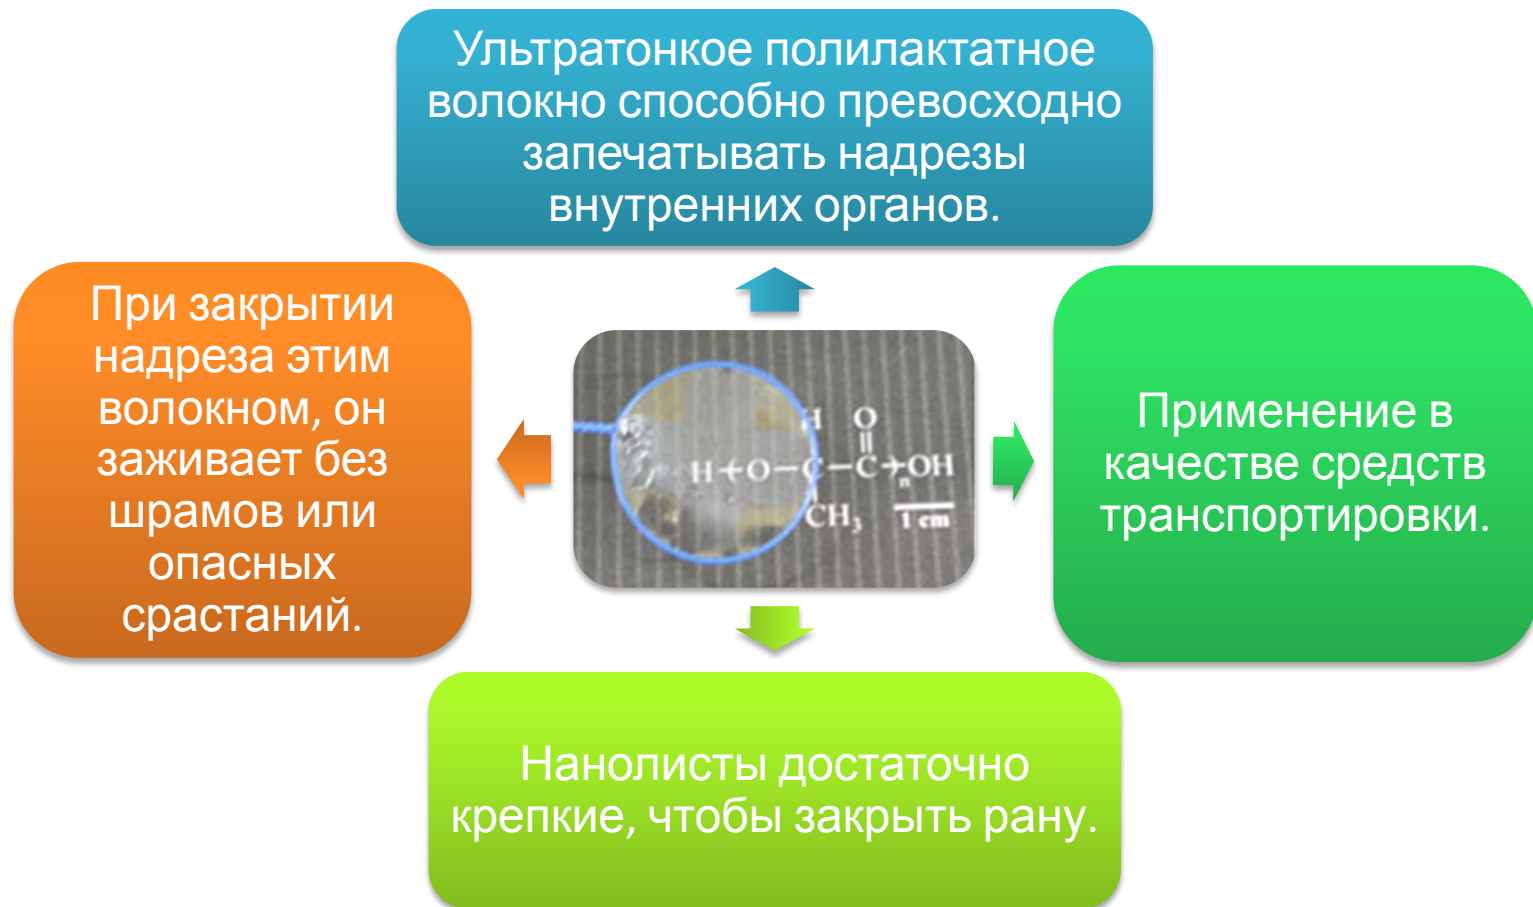 Ультратонкое полилактатное
волокно способно превосходно
запечатывать надрезы
внутренних органов.
При закрытии
надреза этим
волокном, он
заживает без
шрамов или
опасных
срастаний.
H O
H O C C n OH
CH₃ 1 cm
Применение в
качестве средств
транспортировки.
Нанолисты достаточно
крепкие, чтобы закрыть рану.